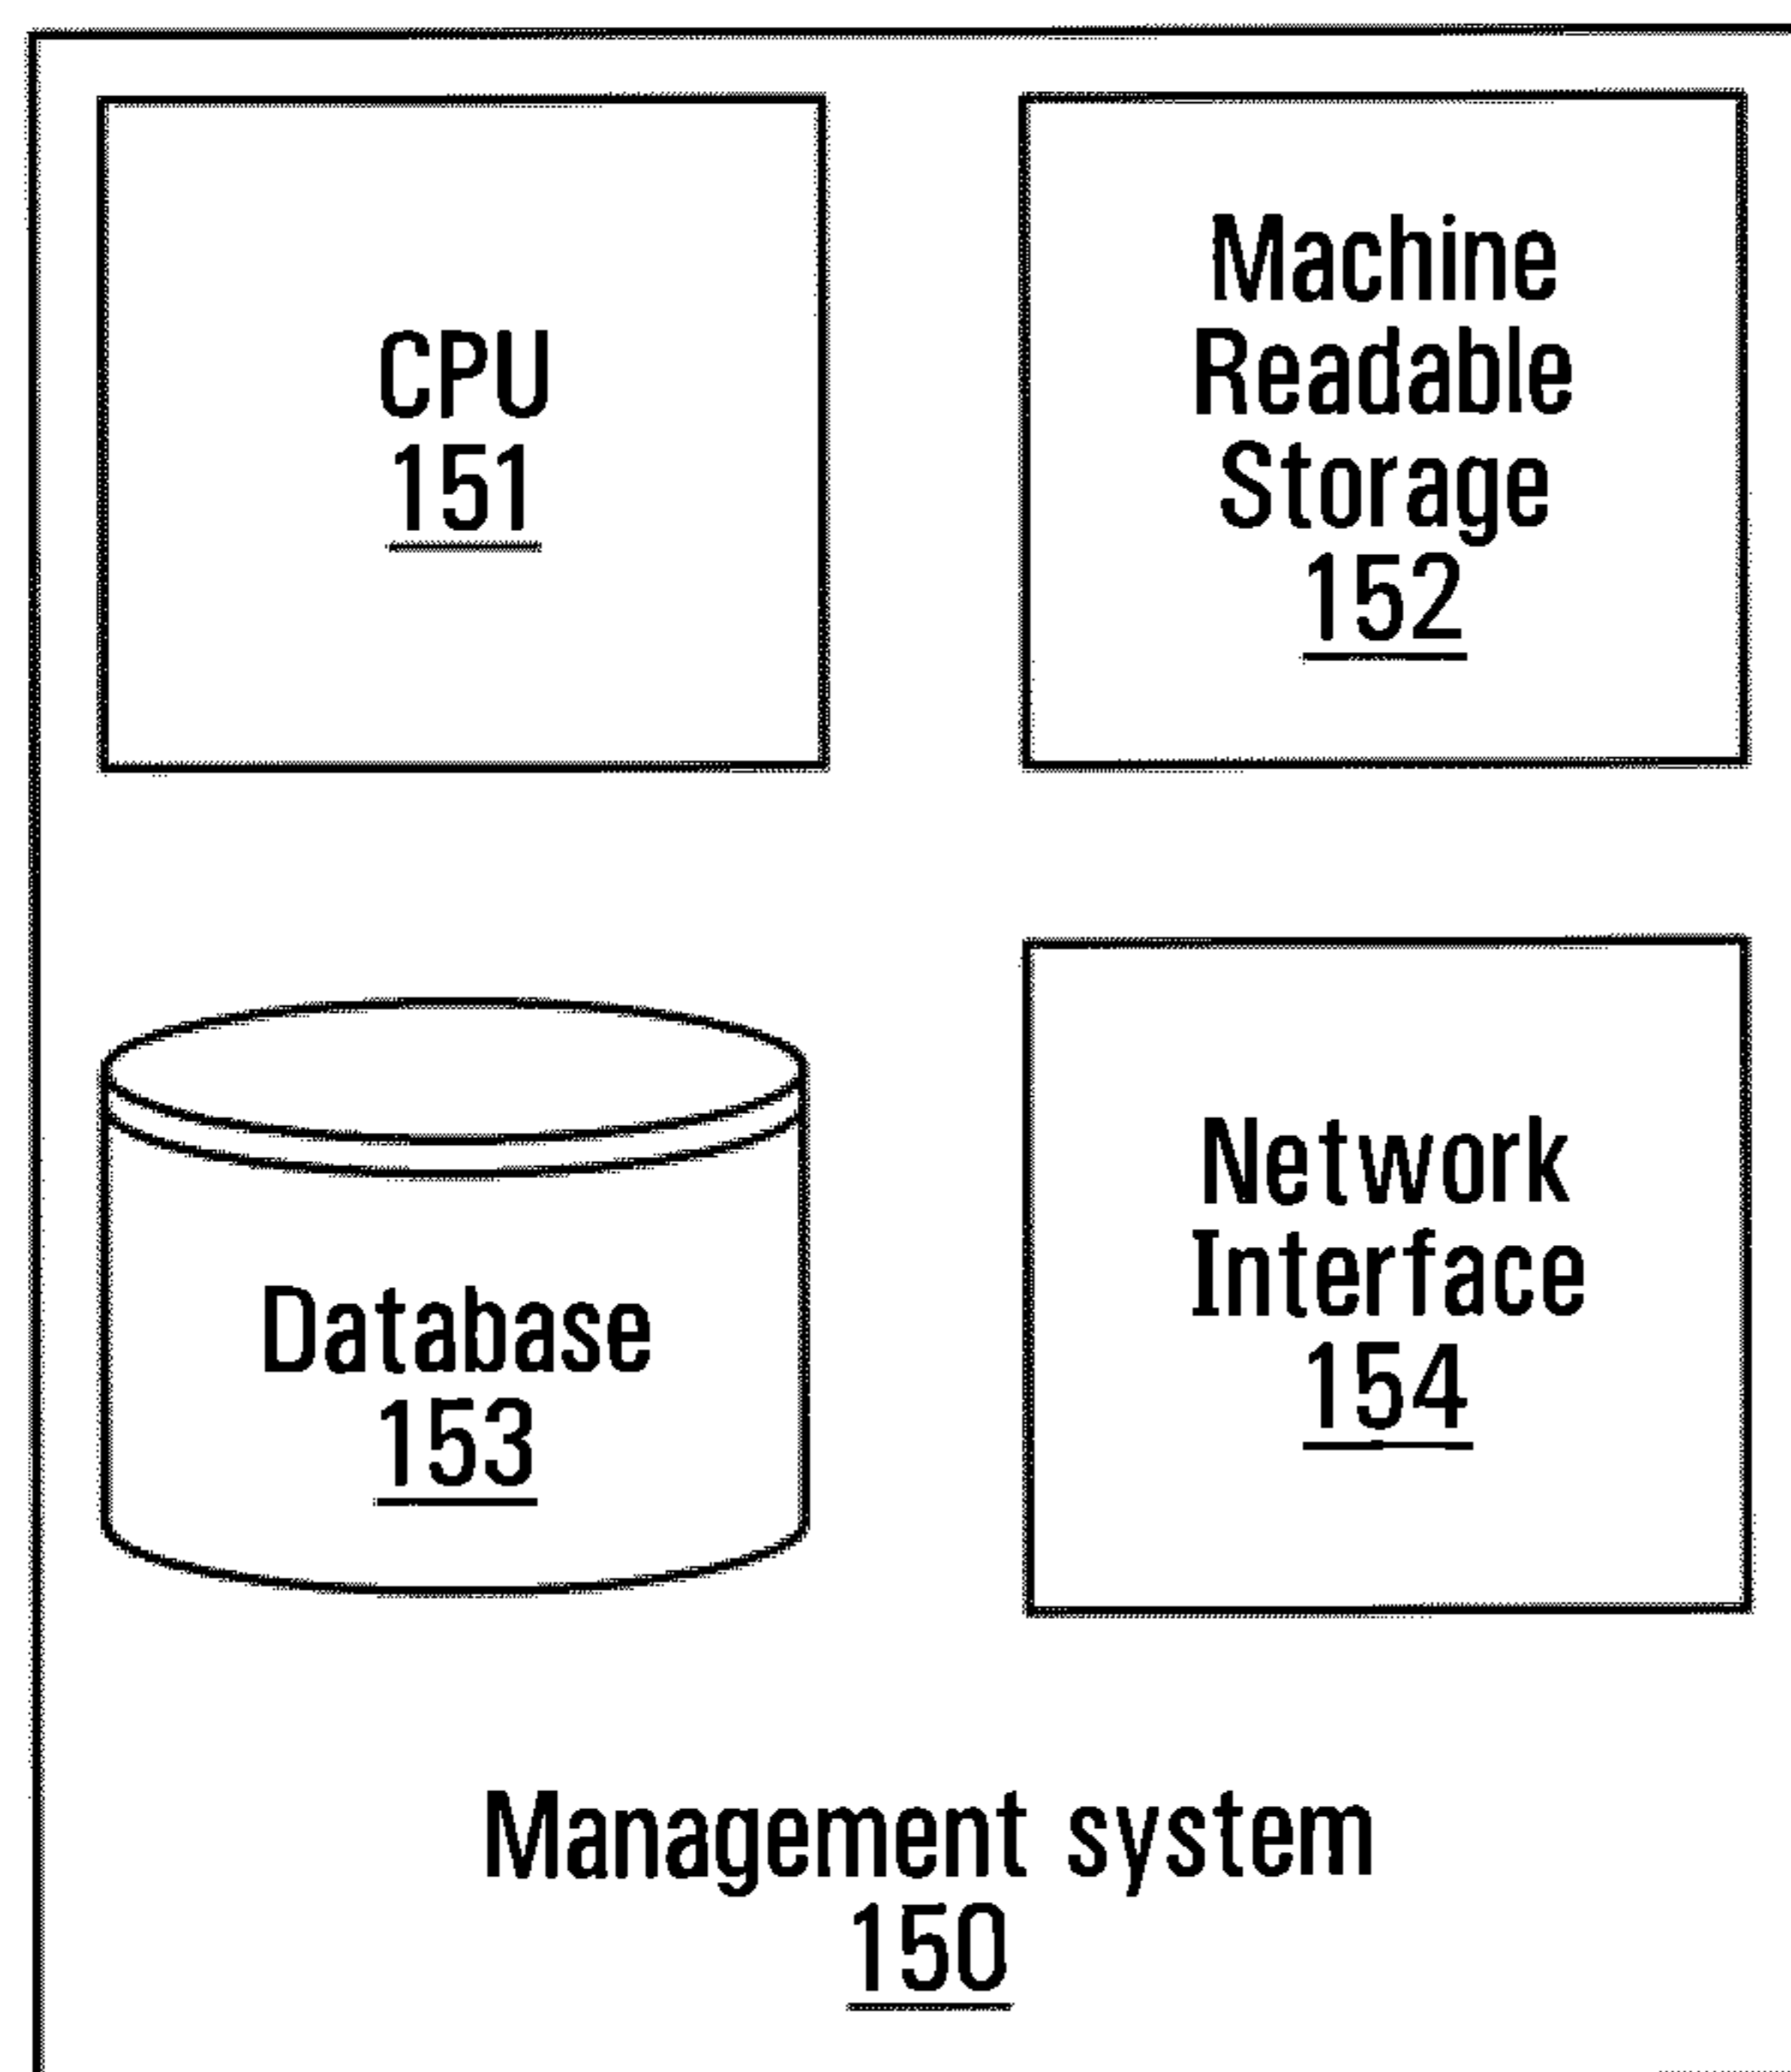 CPU
151
Machine
Readable
Storage
152
Database
153
Network
Interface
154
Management system
150